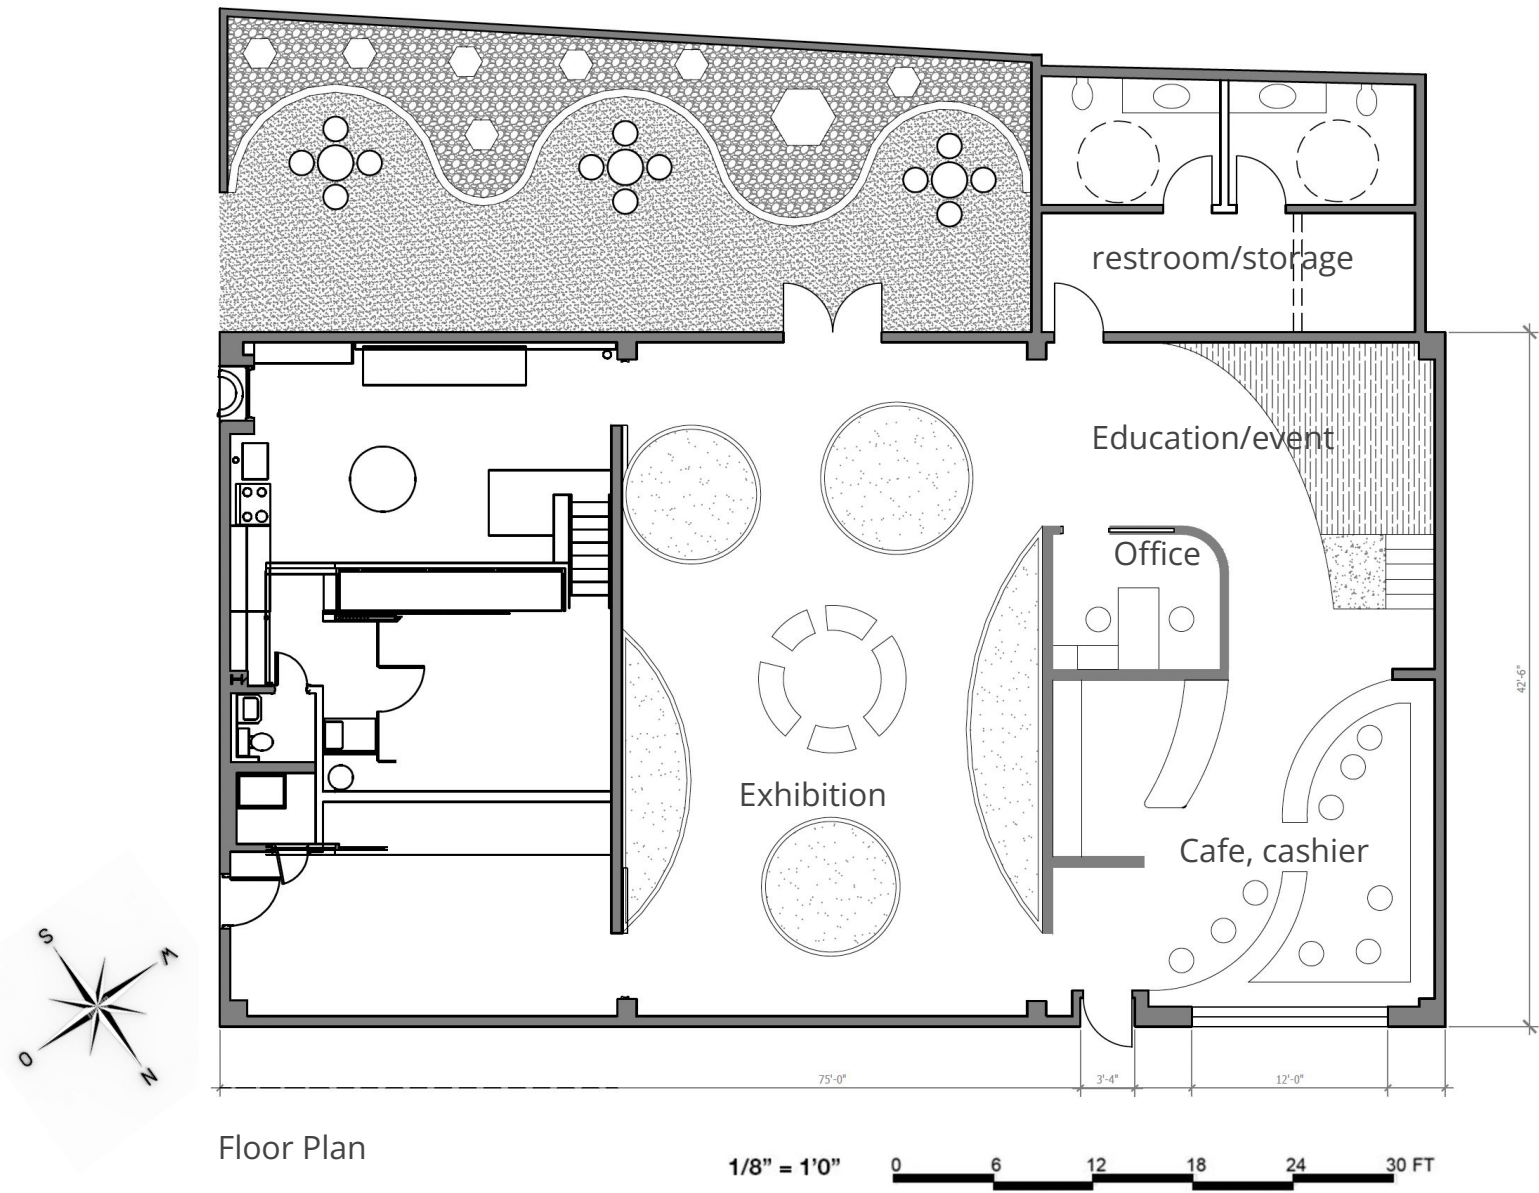 restroom/storage
Education/event
Office
42'-6"
Exhibition
Cafe, cashier
S
W
O
N
75'-0"
3'-4"
12'-0"
Floor Plan
1/8” = 1’0”
0 6 12 18 24 30 FT